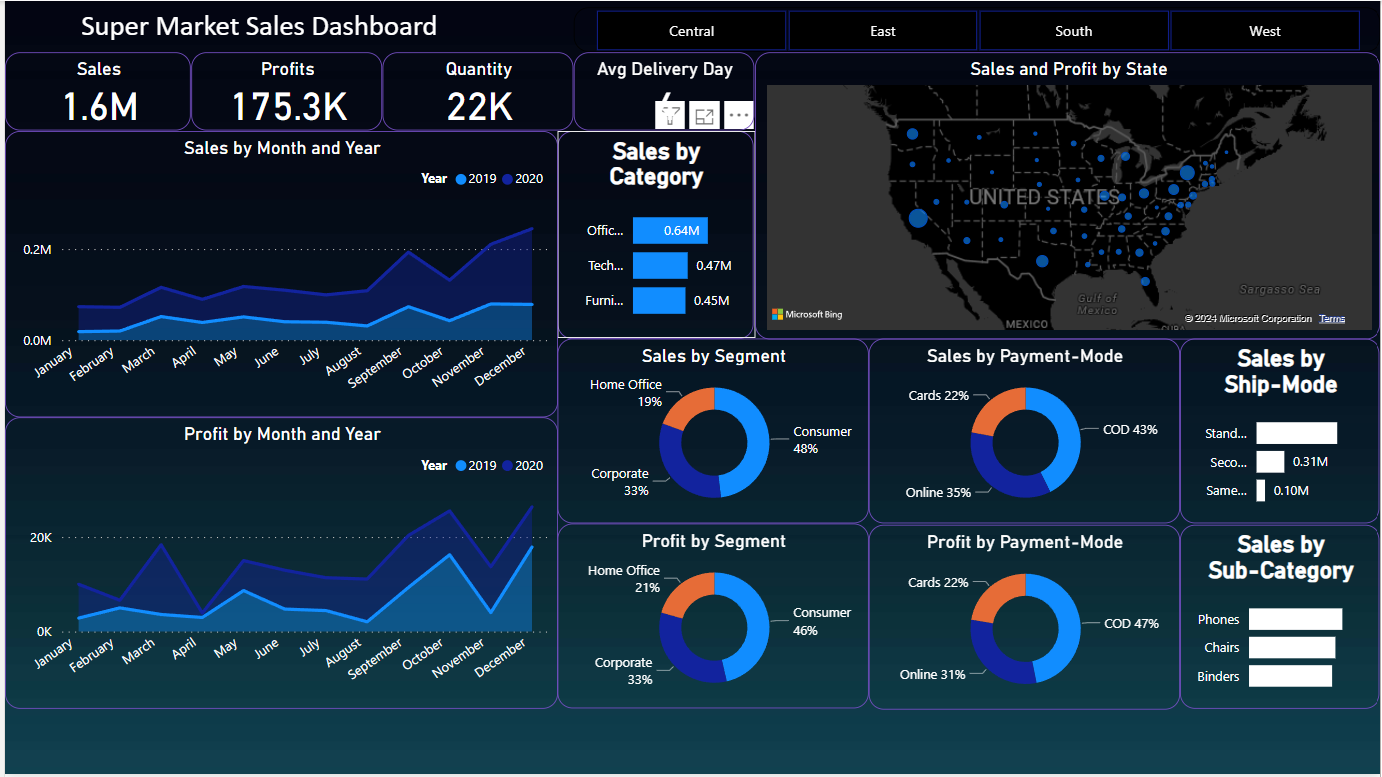 Super Market Sales Dashboard
Central
East
South
West
Sales
1.6M
Profits
175.3K
Quantity
22K
Avg Delivery Day
Sales and Profit by State
UNITED STATES
Gulf of
Mexico
Sargasso Sea
MEXICO
CUBA
Microsoft Bing
© 2024 Microsoft Corporation
Terms
Sales by Month and Year
Year 2019 2020
0.2M
0.0M
January
February
March
April
May
June
July
August
September
October
November
December
Sales by
Category
Offic... 0.64M
Tech... 0.47M
Furni... 0.45M
Sales by Segment
Home Office
19%
Consumer
48%
Corporate
33%
Sales by Payment-Mode
Cards 22%
COD 43%
Online 35%
Sales by
Ship-Mode
Stand...
Seco... 0.31M
Same... 0.10M
Profit by Month and Year
Year 2019 2020
20K
0K
January
February
March
April
May
June
July
August
September
October
November
December
Profit by Segment
Home Office
21%
Consumer
46%
Corporate
33%
Profit by Payment-Mode
Cards 22%
COD 47%
Online 31%
Sales by
Sub-Category
Phones
Chairs
Binders